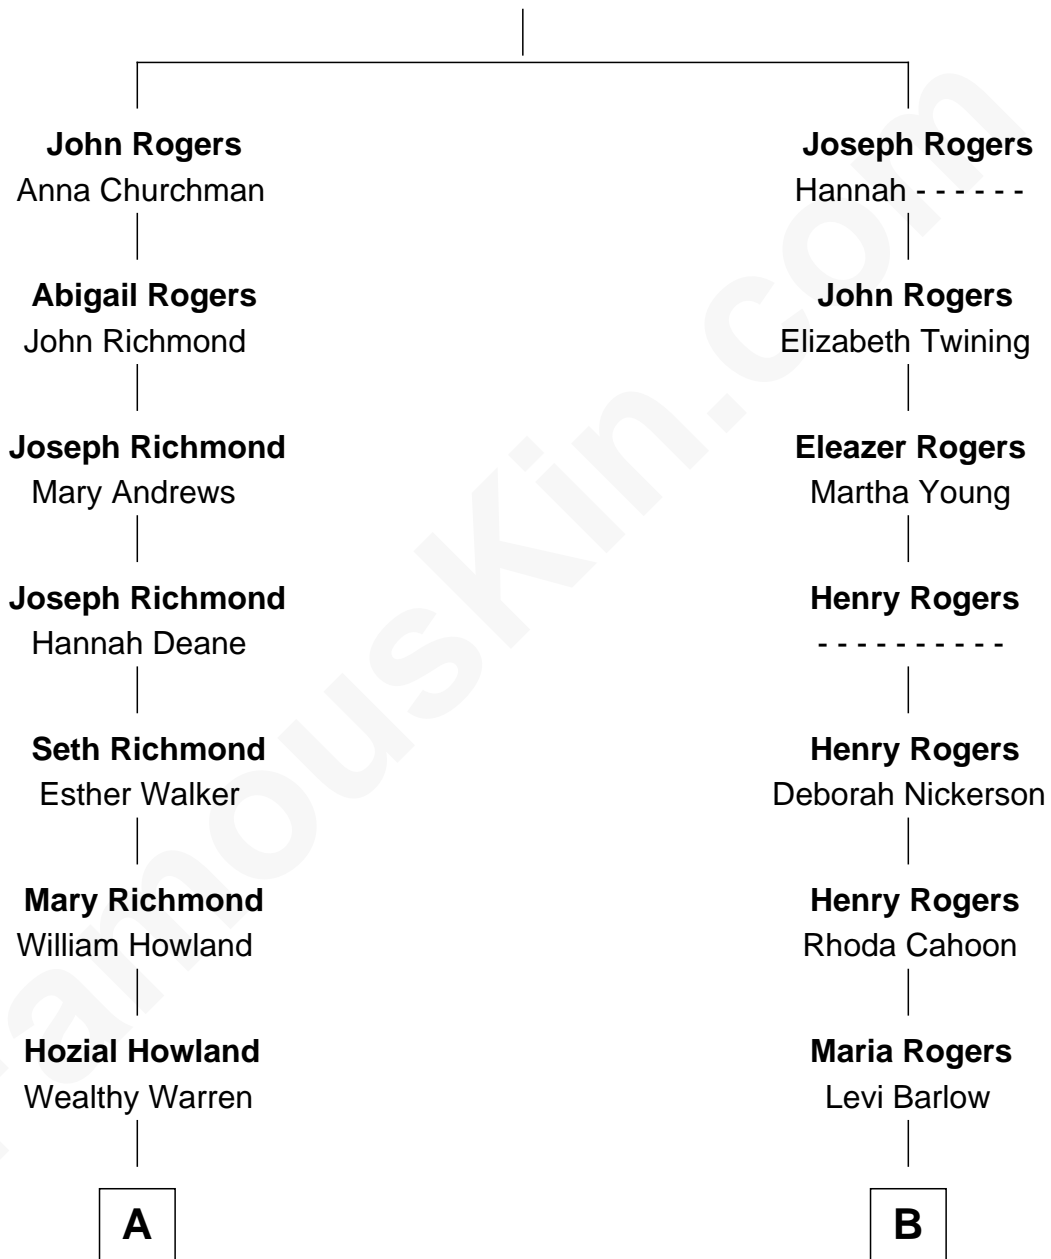 John Rogers
Anna Churchman
Abigail Rogers
John Richmond
Joseph Richmond
Mary Andrews
Joseph Richmond
Hannah Deane
Seth Richmond
Esther Walker
Mary Richmond
William Howland
Hozial Howland
Wealthy Warren
A
Joseph Rogers
Hannah - - - - - -
John Rogers
Elizabeth Twining
Eleazer Rogers
Martha Young
Henry Rogers
- - - - - - - - - -
Henry Rogers
Deborah Nickerson
Henry Rogers
Rhoda Cahoon
Maria Rogers
Levi Barlow
B
FamousKin.com